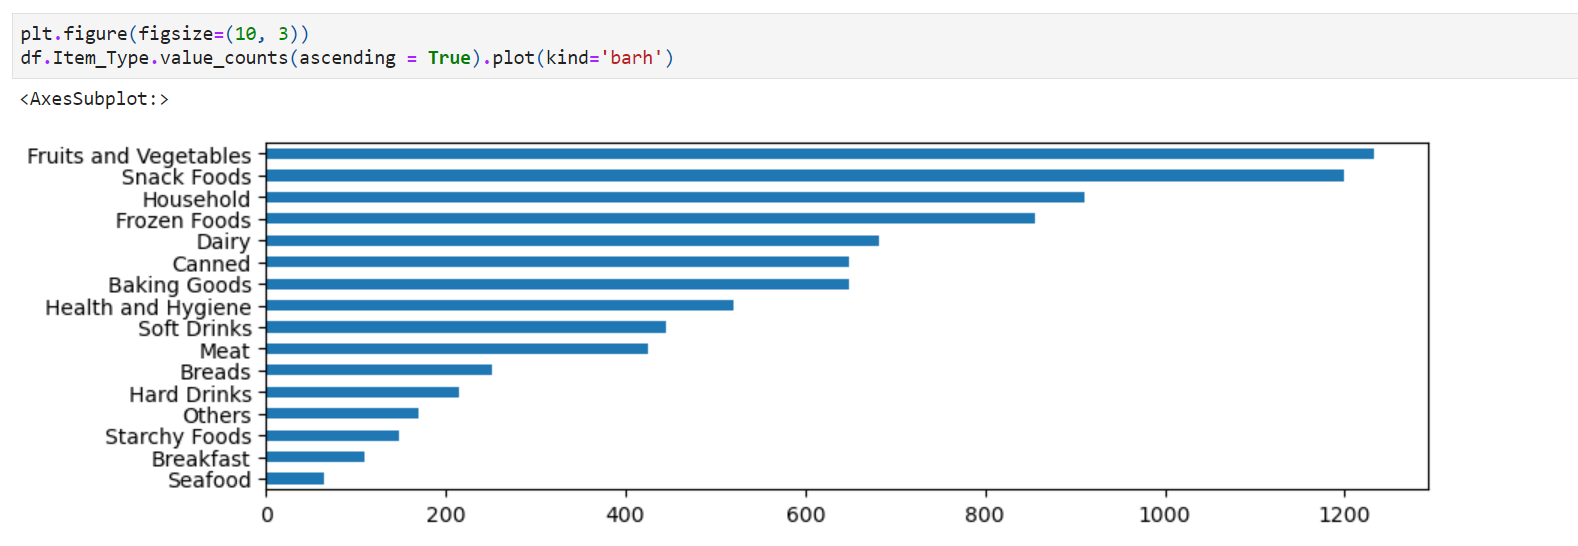 plt.figure(figsize=(10, 3))
df.Item_Type.value_counts(ascending = True).plot(kind='barh')
<AxesSubplot:>
Fruits and Vegetables
Snack Foods
Household
Frozen Foods
Dairy
Canned
Baking Goods
Health and Hygiene
Soft Drinks
Meat
Breads
Hard Drinks
Others
Starchy Foods
Breakfast
Seafood
0 200 400 600 800 1000 1200